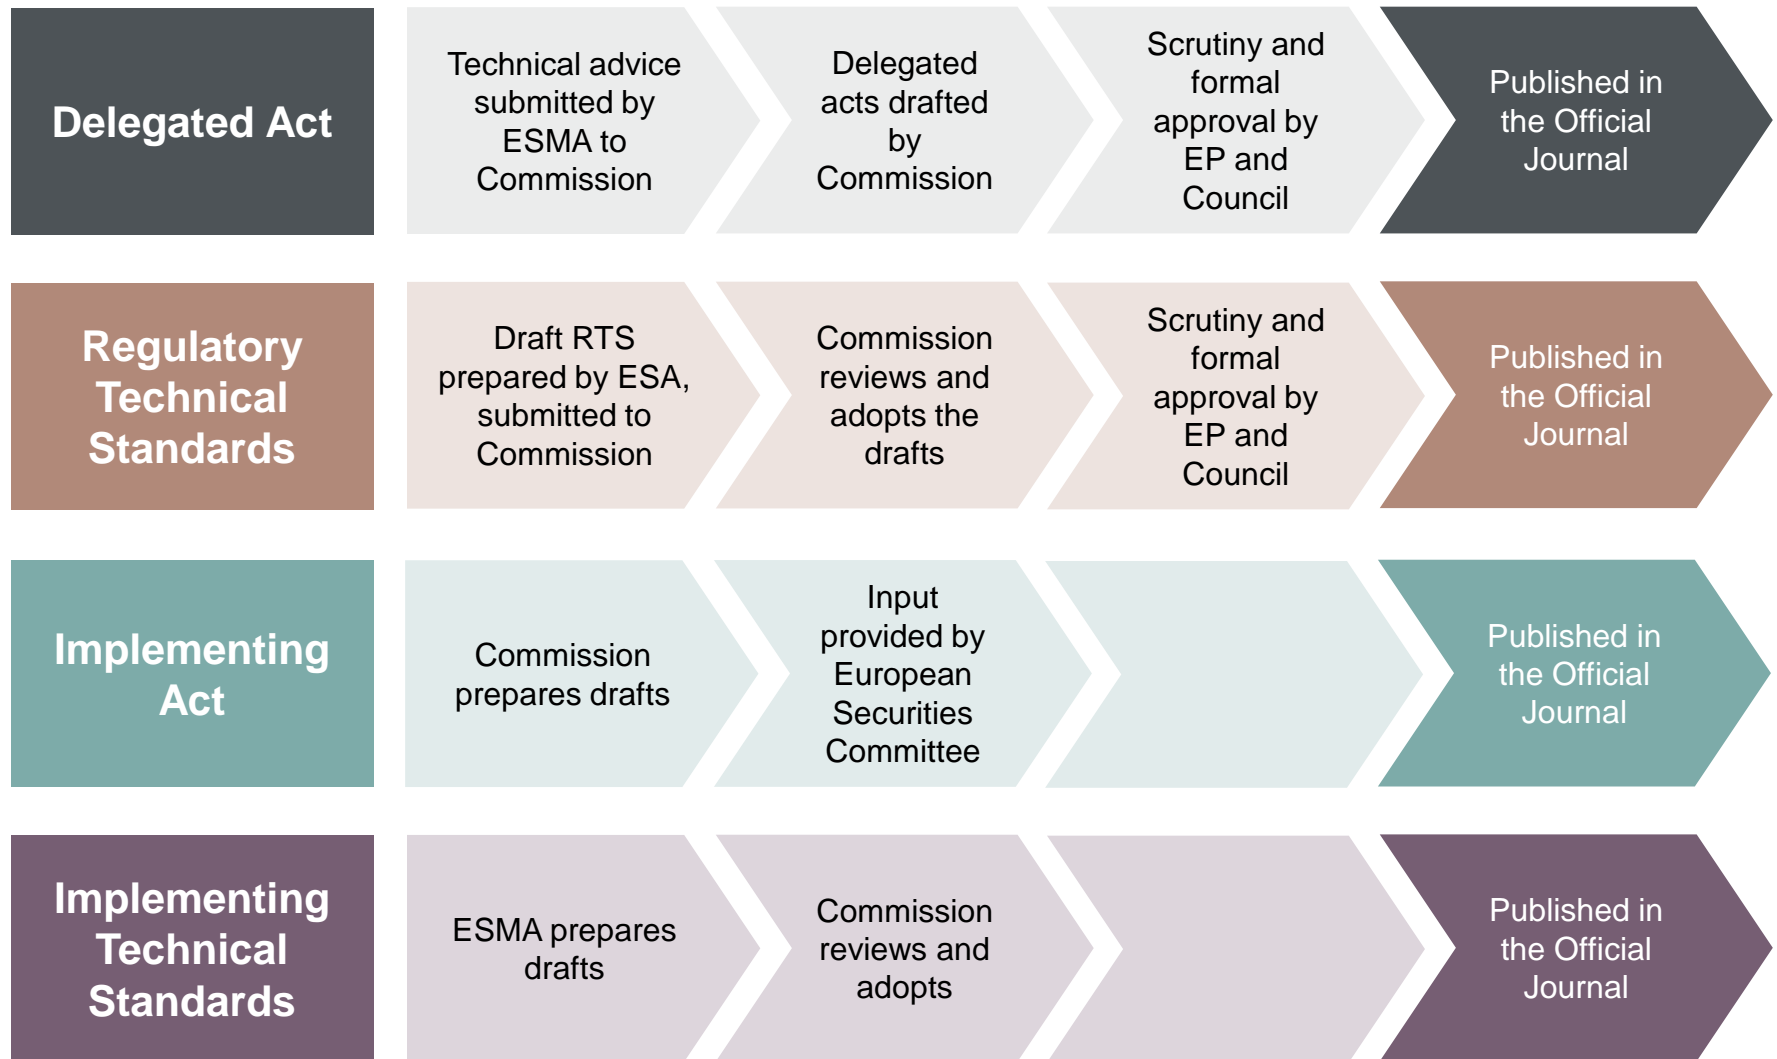 Delegated Act
Technical advice
submitted by
ESMA to
Commission
Delegated
acts drafted
by
Commission
Scrutiny and
formal
approval by
EP and
Council
Published in
the Official
Journal
Regulatory
Technical
Standards
Draft RTS
prepared by ESA,
submitted to
Commission
Commission
reviews and
adopts the
drafts
Scrutiny and
formal
approval by
EP and
Council
Published in
the Official
Journal
Implementing
Act
Commission
prepares drafts
Input
provided by
European
Securities
Committee
Published in
the Official
Journal
Implementing
Technical
Standards
ESMA prepares
drafts
Commission
reviews and
adopts
Published in
the Official
Journal